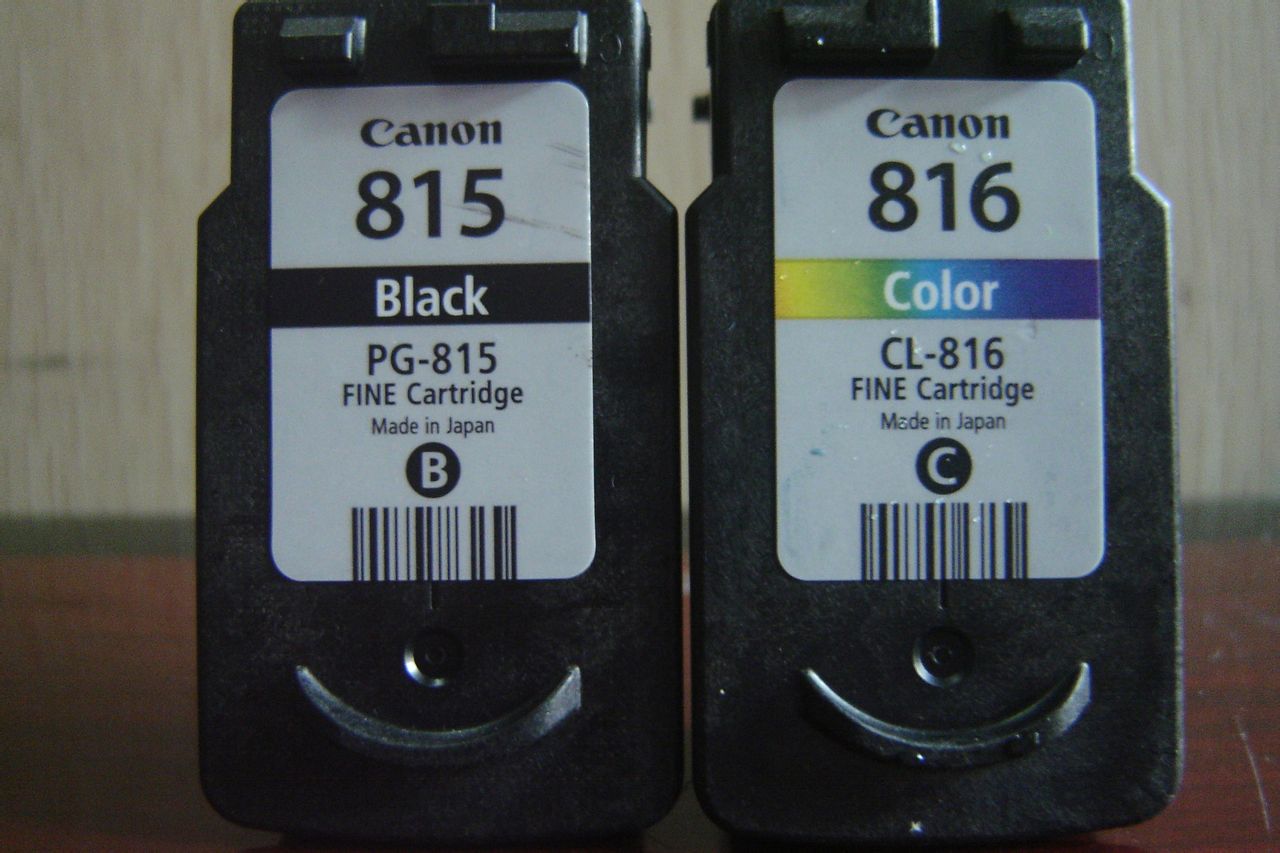 Canon
815
Black
PG-815
FINE Cartridge
Made in Japan
B
Canon
816
Color
CL-816
FINE Cartridge
Made in Japan
C